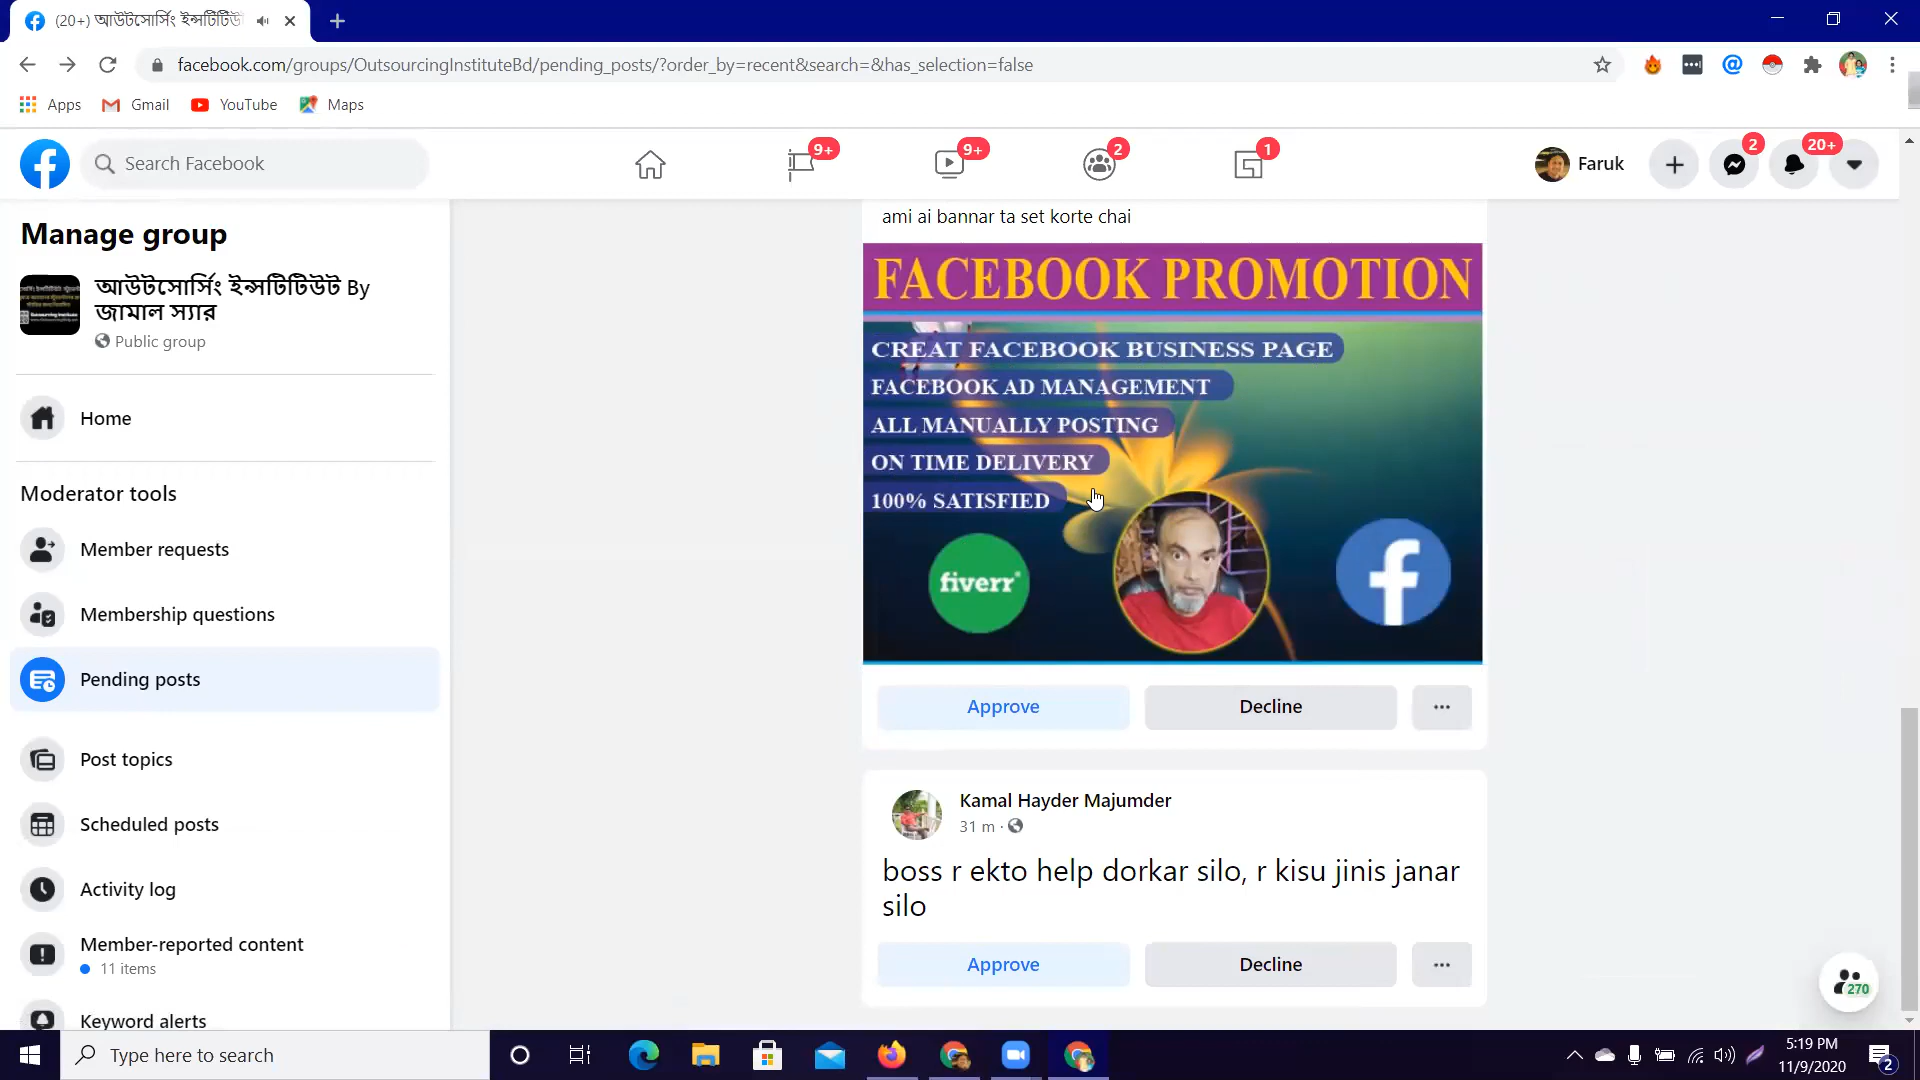 (20+) আউটসোর্সিং ইন্সটিটিউ
facebook.com/groups/OutsourcingInstituteBd/pending_posts/?order_by=recent&search=&has_selection=false
Apps Gmail YouTube Maps
Search Facebook
9+
9+
2
1
Faruk
2
20+
Manage group
আউটসোর্সিং ইন্সটিটিউট By
জামাল স্যার
Public group
Home
Moderator tools
Member requests
Membership questions
Pending posts
Post topics
Scheduled posts
Activity log
Member-reported content
11 items
Keyword alerts
ami ai bannar ta set korte chai
FACEBOOK PROMOTION
CREAT FACEBOOK BUSINESS PAGE
FACEBOOK AD MANAGEMENT
ALL MANUALLY POSTING
ON TIME DELIVERY
100% SATISFIED
fiverr
Approve Decline
Kamal Hayder Majumder
31 m
boss r ekto help dorkar silo, r kisu jinis janar
silo
Approve Decline
270
Type here to search
5:19 PM
11/9/2020
2